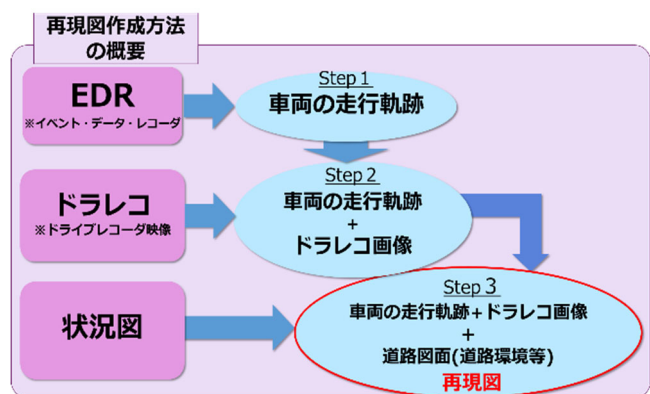 再現図作成方法
の概要
EDR
※イベント・データ・レコーダ
Step 1
車両の走行軌跡
ドラレコ
※ドライブレコーダ映像
Step 2
車両の走行軌跡
+
ドラレコ画像
状況図
Step 3
車両の走行軌跡+ドラレコ画像
+
道路図面(道路環境等)
再現図